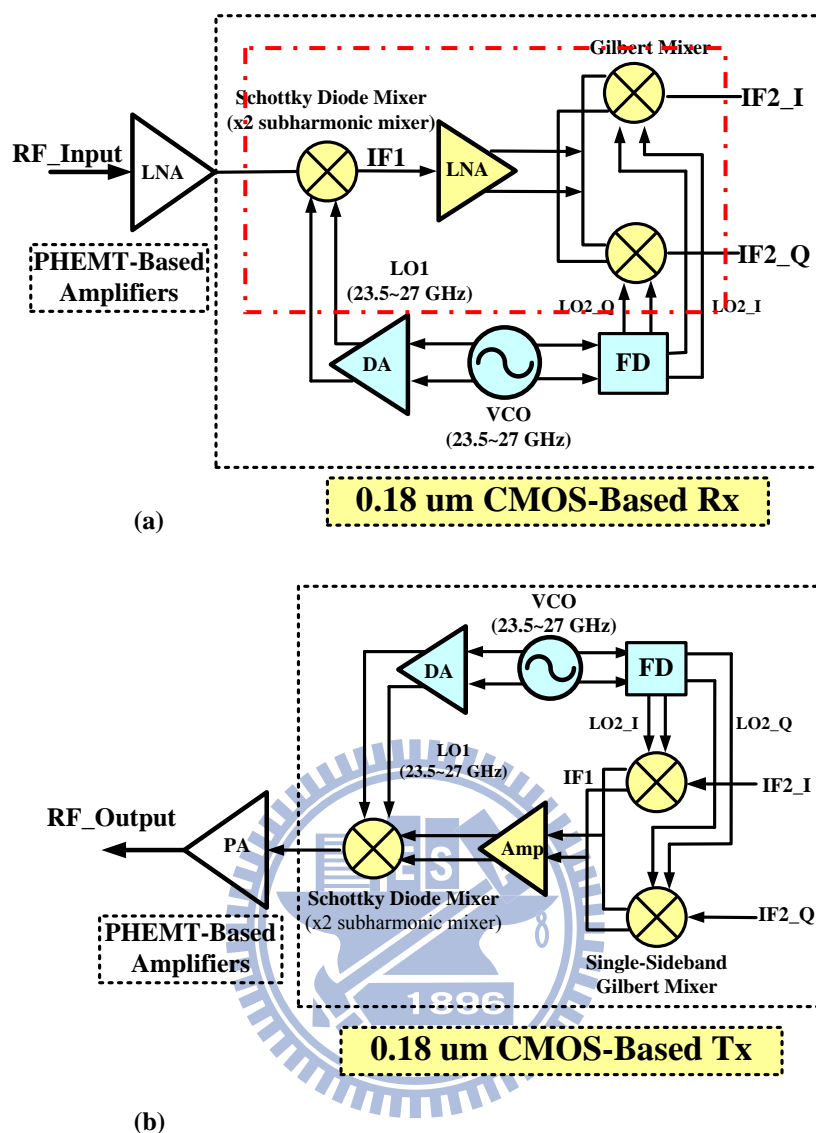 Gilbert Mixer
Schottky Diode Mixer
(x2 subharmonic mixer)
IF2_I
RF_Input
IF1
LNA
LNA
PHEMT-Based
Amplifiers
IF2_Q
LO1
(23.5~27 GHz)
LO2_Q
LO2_I
DA
FD
VCO
(23.5~27 GHz)
0.18 um CMOS-Based Rx
(a)
VCO
(23.5~27 GHz)
DA
FD
LO2_I
LO2_Q
LO1
(23.5~27 GHz)
IF1
IF2_I
RF_Output
PA
Amp
ES
Schottky Diode Mixer
(x2 subharmonic mixer)
IF2_Q
PHEMT-Based
Amplifiers
Single-Sideband
Gilbert Mixer
1896
0.18 um CMOS-Based Tx
(b)